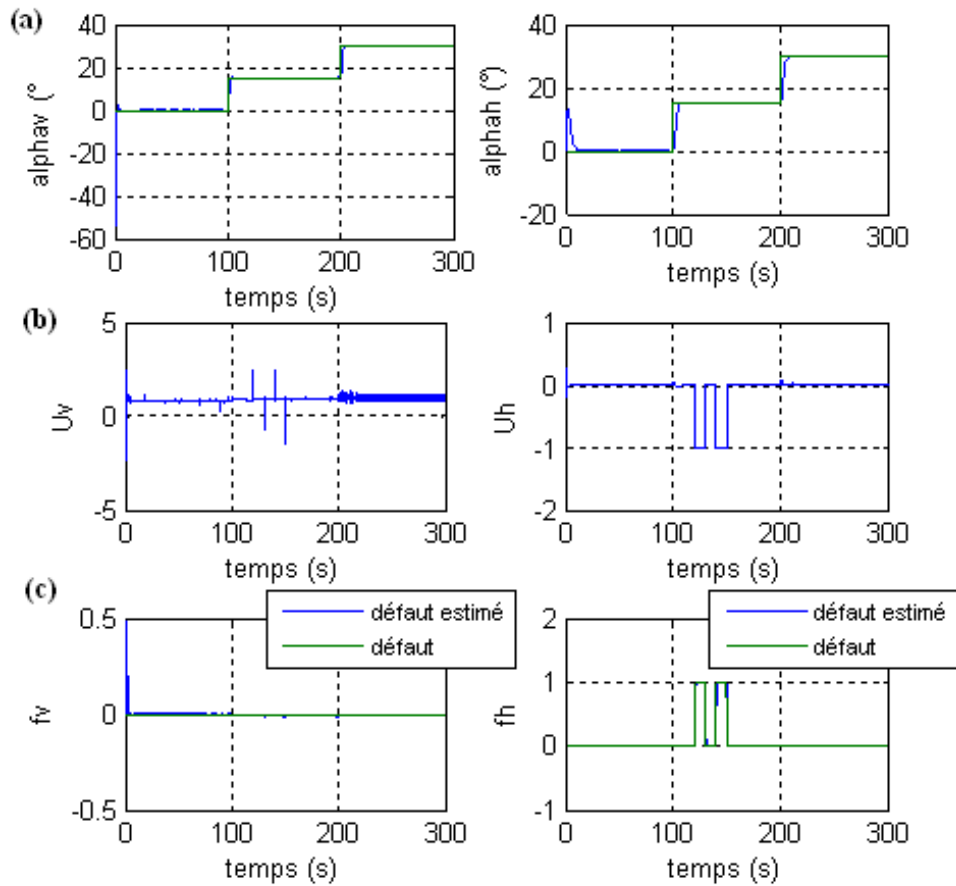 (a)
40
20
0
-20
-40
-60
alphav (°
0
100
200
300
temps (s)
40
20
0
-20
alphah (°)
0
100
200
300
temps (s)
(b)
5
0
-5
Uv
0
100
200
300
temps (s)
1
0
-1
-2
Uh
0
100
200
300
temps (s)
(c)
0.5
0
-0.5
fv
défaut estimé
défaut
0
100
200
300
temps (s)
2
1
0
-1
fh
défaut estimé
défaut
0
100
200
300
temps (s)